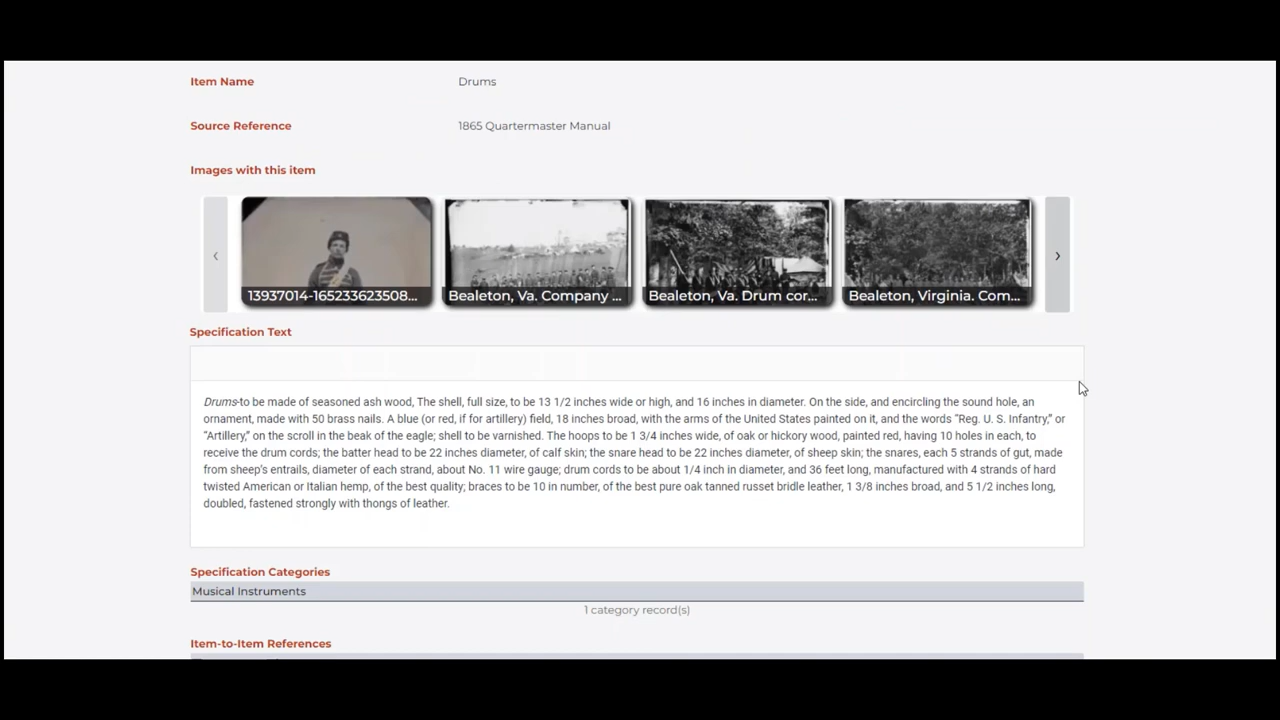 Item Name Drums
Source Reference 1865 Quartermaster Manual
Images with this item
‹ ›
13937014-165233623508... Bealeton, Va. Company ... Bealeton, Va. Drum cor... Bealeton, Virginia. Com...
Specification Text
Drums-to be made of seasoned ash wood, The shell, full size, to be 13 1/2 inches wide or high, and 16 inches in diameter. On the side, and encircling the sound hole, an
ornament, made with 50 brass nails. A blue (or red, if for artillery) field, 18 inches broad, with the arms of the United States painted on it, and the words “Reg. U. S. Infantry,” or
“Artillery,” on the scroll in the beak of the eagle; shell to be varnished. The hoops to be 1 3/4 inches wide, of oak or hickory wood, painted red, having 10 holes in each, to
receive the drum cords; the batter head to be 22 inches diameter, of calf skin; the snare head to be 22 inches diameter, of sheep skin; the snares, each 5 strands of gut, made
from sheep’s entrails, diameter of each strand, about No. 11 wire gauge; drum cords to be about 1/4 inch in diameter, and 36 feet long, manufactured with 4 strands of hard
twisted American or Italian hemp, of the best quality; braces to be 10 in number, of the best pure oak tanned russet bridle leather, 1 3/8 inches broad, and 5 1/2 inches long,
doubled, fastened strongly with thongs of leather.
Specification Categories
Musical Instruments
1 category record(s)
Item-to-Item References